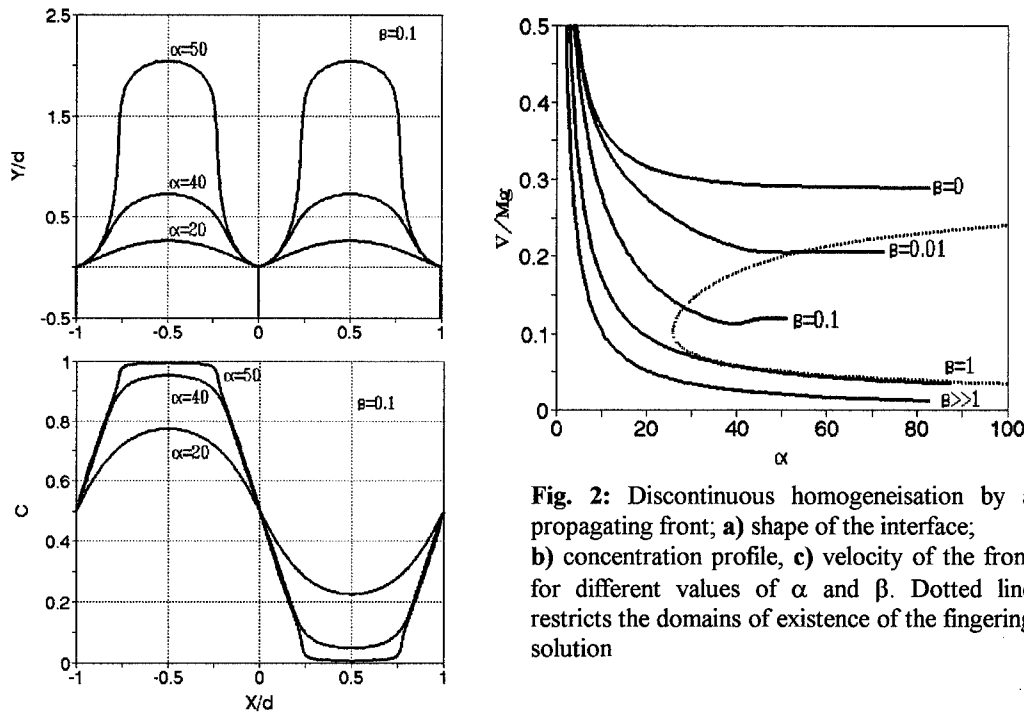 2.5
1.5
0.5
-0.5
Y/d
β=0.1
α=50
α=40
α=20
-1
-0.5
0
0.5
1
1
0.8
0.6
0.4
0.2
0
C
α=50
α=40
α=20
β=0.1
-1
-0.5
0
0.5
1
X/d
0.5
0.4
0.3
0.2
0.1
0
V/Mg
β=0
β=0.01
β=0.1
β=1
β>>1
0
20
40
60
80
100
α
Fig. 2: Discontinuous homogeneisation by
propagating front; a) shape of the interface;
b) concentration profile, c) velocity of the
for different values of α and β. Dotted
restricts the domains of existence of the fingering
solution